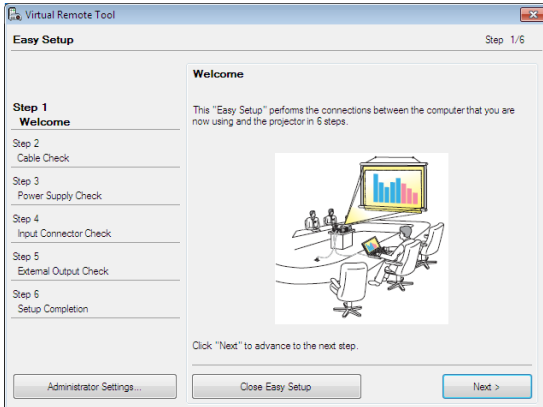 Virtual Remote Tool
Easy Setup
Step 1/6
Step 1
Welcome
Step 2
Cable Check
Step 3
Power Supply Check
Step 4
Input Connector Check
Step 5
External Output Check
Step 6
Setup Completion
Administrator Settings...
Welcome
This "Easy Setup" performs the connections between the computer that you are
now using and the projector in 6 steps.
Click "Next" to advance to the next step.
Close Easy Setup
Next >